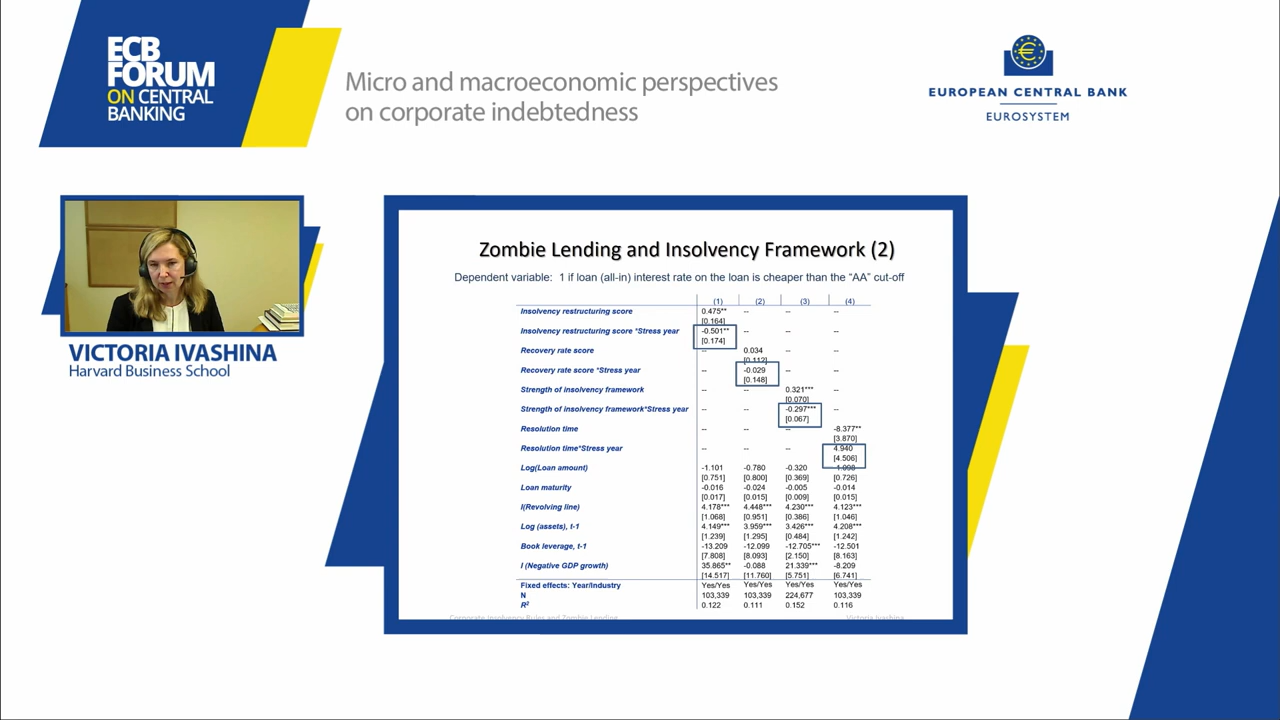 ECB
FORUM
ON CENTRAL
BANKING
Micro and macroeconomic perspectives
on corporate indebtedness
EUROPEAN CENTRAL BANK
EUROSYSTEM
VICTORIA IVASHINA
Harvard Business School
Zombie Lending and Insolvency Framework (2)
Dependent variable: 1 if loan (all-in) interest rate on the loan is cheaper than the “AA” cut-off
(1) (2) (3) (4)
Insolvency restructuring score 0.475** -- -- --
[0.164]
Insolvency restructuring score *Stress year -0.501** -- -- --
[0.174]
Recovery rate score -- 0.034 -- --
[0.112]
Recovery rate score *Stress year -- -0.029 -- --
[0.148]
Strength of insolvency framework -- -- 0.321*** --
[0.070]
Strength of insolvency framework*Stress year -- -- -0.297*** --
[0.067]
Resolution time -- -- -- -8.377**
[3.870]
Resolution time*Stress year -- -- -- 4.940
[4.506]
Log(Loan amount) -1.101 -0.780 -0.320 -1.098
[0.751] [0.800] [0.369] [0.726]
Loan maturity -0.016 -0.024 -0.005 -0.014
[0.017] [0.015] [0.009] [0.015]
I(Revolving line) 4.178*** 4.448*** 4.230*** 4.123***
[1.068] [0.951] [0.386] [1.046]
Log (assets), t-1 4.149*** 3.959*** 3.426*** 4.208***
[1.239] [1.295] [0.484] [1.242]
Book leverage, t-1 -13.209 -12.099 -12.705*** -12.501
[7.808] [8.093] [2.150] [8.163]
I (Negative GDP growth) 35.865** -0.088 21.339*** -8.209
[14.517] [11.760] [5.751] [6.741]
Fixed effects: Year/Industry Yes/Yes Yes/Yes Yes/Yes Yes/Yes
N 103,339 103,339 224,677 103,339
R² 0.122 0.111 0.152 0.116
Corporate Insolvency Rules and Zombie Lending Victoria Ivashina